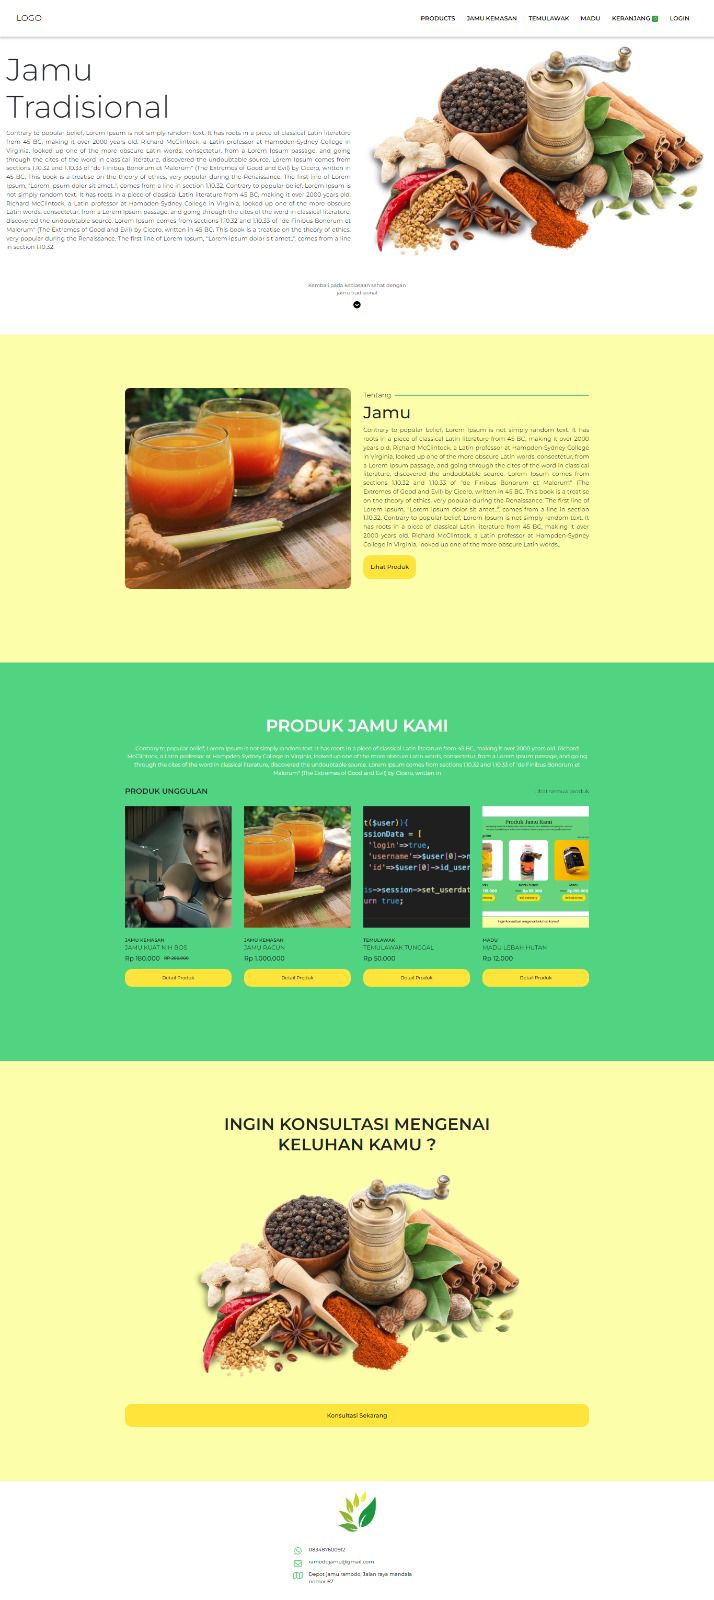 LOGO
PRODUCTS JAMU KEMASAN TEMULAWAK MADU KERANJANG LOGIN
Jamu
Tradisional
Contrary to popular belief, Lorem Ipsum is not simply random text. It has roots in a piece of classical Latin literature
from 45 BC, making it over 2000 years old. Richard McClintock, a Latin professor at Hampden-Sydney College in
Virginia, looked up one of the more obscure Latin words, consectetur, from a Lorem Ipsum passage, and going
through the cites of the word in classical literature, discovered the undoubtable source. Lorem Ipsum comes from
sections 1.10.32 and 1.10.33 of "de Finibus Bonorum et Malorum" (The Extremes of Good and Evil) by Cicero, written in
45 BC. This book is a treatise on the theory of ethics, very popular during the Renaissance. The first line of Lorem
Ipsum, "Lorem ipsum dolor sit amet..", comes from a line in section 1.10.32. Contrary to popular belief, Lorem Ipsum is
not simply random text. It has roots in a piece of classical Latin literature from 45 BC, making it over 2000 years old.
Richard McClintock, a Latin professor at Hampden-Sydney College in Virginia, looked up one of the more obscure
Latin words, consectetur, from a Lorem Ipsum passage, and going through the cites of the word in classical literature,
discovered the undoubtable source. Lorem Ipsum comes from sections 1.10.32 and 1.10.33 of "de Finibus Bonorum et
Malorum" (The Extremes of Good and Evil) by Cicero, written in 45 BC. This book is a treatise on the theory of ethics,
very popular during the Renaissance. The first line of Lorem Ipsum, "Lorem ipsum dolor sit amet..", comes from a line
in section 1.10.32.
Kembali pada kebiasaan sehat dengan
jamu tradisional
Tentang
Jamu
Contrary to popular belief, Lorem Ipsum is not simply random text. It has
roots in a piece of classical Latin literature from 45 BC, making it over 2000
years old. Richard McClintock, a Latin professor at Hampden-Sydney College
in Virginia, looked up one of the more obscure Latin words, consectetur, from
a Lorem Ipsum passage, and going through the cites of the word in classical
literature, discovered the undoubtable source. Lorem Ipsum comes from
sections 1.10.32 and 1.10.33 of "de Finibus Bonorum et Malorum" (The
Extremes of Good and Evil) by Cicero, written in 45 BC. This book is a treatise
on the theory of ethics, very popular during the Renaissance. The first line of
Lorem Ipsum, "Lorem ipsum dolor sit amet..", comes from a line in section
1.10.32. Contrary to popular belief, Lorem Ipsum is not simply random text. It
has roots in a piece of classical Latin literature from 45 BC, making it over
2000 years old. Richard McClintock, a Latin professor at Hampden-Sydney
College in Virginia, looked up one of the more obscure Latin words,
Lihat Produk
PRODUK JAMU KAMI
Contrary to popular belief, Lorem Ipsum is not simply random text. It has roots in a piece of classical Latin literature from 45 BC, making it over 2000 years old. Richard
McClintock, a Latin professor at Hampden-Sydney College in Virginia, looked up one of the more obscure Latin words, consectetur, from a Lorem Ipsum passage, and going
through the cites of the word in classical literature, discovered the undoubtable source. Lorem Ipsum comes from sections 1.10.32 and 1.10.33 of "de Finibus Bonorum et
Malorum" (The Extremes of Good and Evil) by Cicero, written in
PRODUK UNGGULAN
Lihat semua produk
t($user)){
ssionData = [
'login'=>true,
'username'=>$user[0]->n
'id'=>$user[0]->id_user
is->session->set_userdat
urn true;
Produk Jamu Kami
JAMU KEMASAN
JAMU KUAT NIH BOS
Rp 180.000 Rp 200.000
Detail Produk
JAMU KEMASAN
JAMU RACUN
Rp 1.000.000
Detail Produk
TEMULAWAK
TEMULAWAK TUNGGAL
Rp 50.000
Detail Produk
MADU
MADU LEBAH HUTAN
Rp 12.000
Detail Produk
INGIN KONSULTASI MENGENAI
KELUHAN KAMU ?
Konsultasi Sekarang
083487600912
ramodojamu@gmail.com
Depot jamu ramodo, Jalan raya mandala
nomor 67